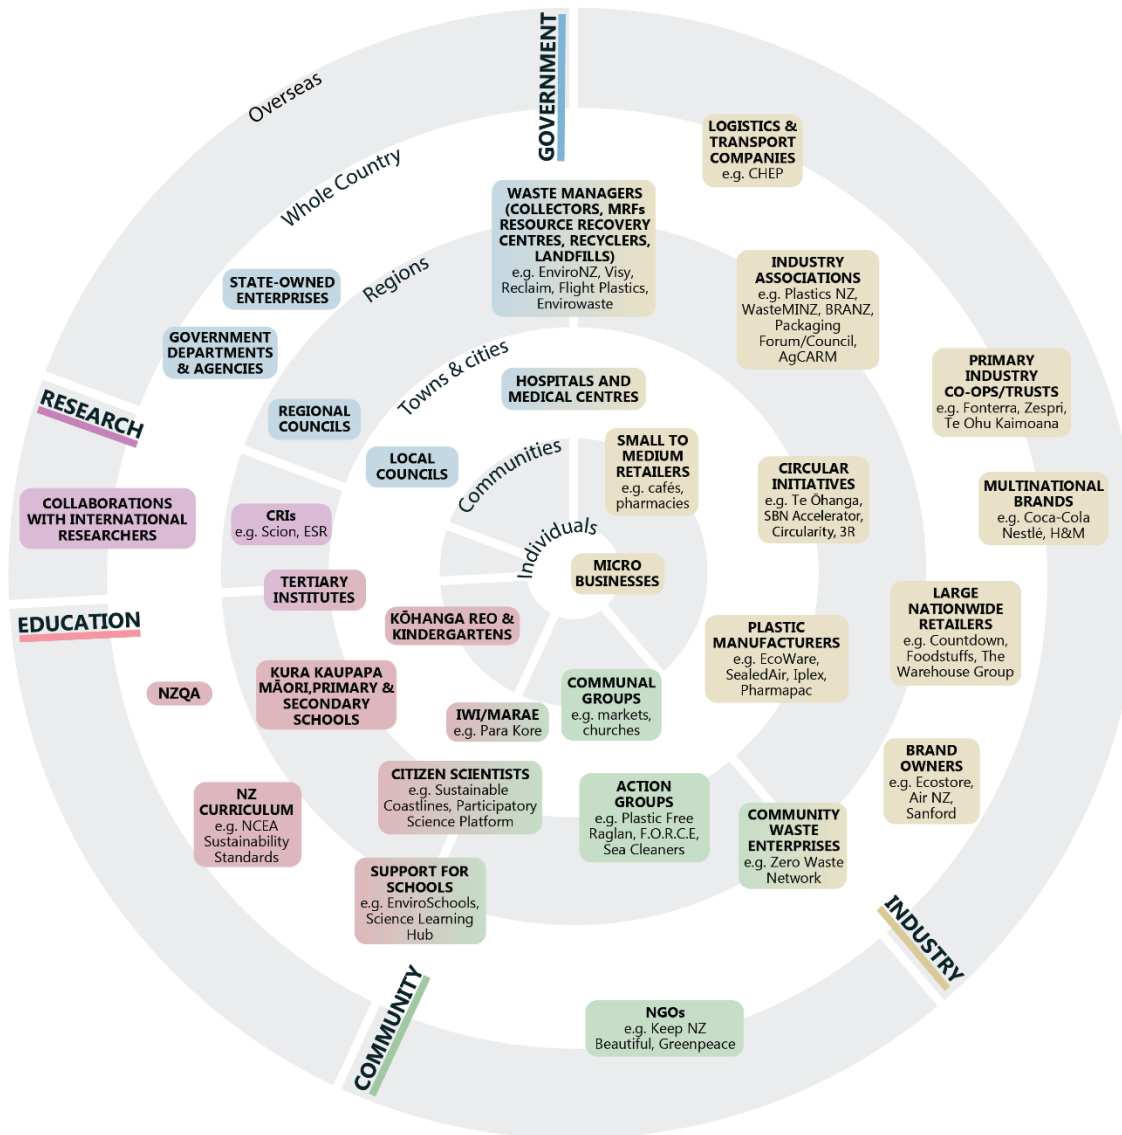 Overseas
Whole Country
Regions
Towns & cities
Communities
Individuals
GOVERNMENT
STATE-OWNED
ENTERPRISES
GOVERNMENT
DEPARTMENTS
& AGENCIES
REGIONAL
COUNCILS
LOCAL
COUNCILS
WASTE MANAGERS
(COLLECTORS, MRFs
RESOURCE RECOVERY
CENTRES, RECYCLERS,
LANDFILLS)
e.g. EnviroNZ, Visy,
Reclaim, Flight Plastics,
Envirowaste
HOSPITALS AND
MEDICAL CENTRES
LOGISTICS &
TRANSPORT
COMPANIES
e.g. CHEP
INDUSTRY
ASSOCIATIONS
e.g. Plastics NZ,
WasteMINZ, BRANZ,
Packaging
Forum/Council,
AgCARM
PRIMARY
INDUSTRY
CO-OPS/TRUSTS
e.g. Fonterra, Zespri,
Te Ohu Kaimoana
SMALL TO
MEDIUM
RETAILERS
e.g. cafés,
pharmacies
CIRCULAR
INITIATIVES
e.g. Te Ōhanga,
SBN Accelerator,
Circularity, 3R
MULTINATIONAL
BRANDS
e.g. Coca-Cola
Nestlé, H&M
MICRO
BUSINESSES
LARGE
NATIONWIDE
RETAILERS
e.g. Countdown,
Foodstuffs, The
Warehouse Group
PLASTIC
MANUFACTURERS
e.g. EcoWare,
SealedAir, Iplex,
Pharmapac
BRAND
OWNERS
e.g. Ecostore,
Air NZ,
Sanford
INDUSTRY
COMMUNITY
WASTE
ENTERPRISES
e.g. Zero Waste
Network
COMMUNAL
GROUPS
e.g. markets,
churches
ACTION
GROUPS
e.g. Plastic Free
Raglan, F.O.R.C.E,
Sea Cleaners
NGOs
e.g. Keep NZ
Beautiful, Greenpeace
COMMUNITY
IWI/MARAE
e.g. Para Kore
CITIZEN SCIENTISTS
e.g. Sustainable
Coastlines, Participatory
Science Platform
SUPPORT FOR
SCHOOLS
e.g. EnviroSchools,
Science Learning
Hub
RESEARCH
COLLABORATIONS
WITH INTERNATIONAL
RESEARCHERS
CRIs
e.g. Scion, ESR
TERTIARY
INSTITUTES
EDUCATION
KŌHANGA REO &
KINDERGARTENS
KURA KAUPAPA
MĀORI,PRIMARY &
SECONDARY
SCHOOLS
NZQA
NZ
CURRICULUM
e.g. NCEA
Sustainability
Standards